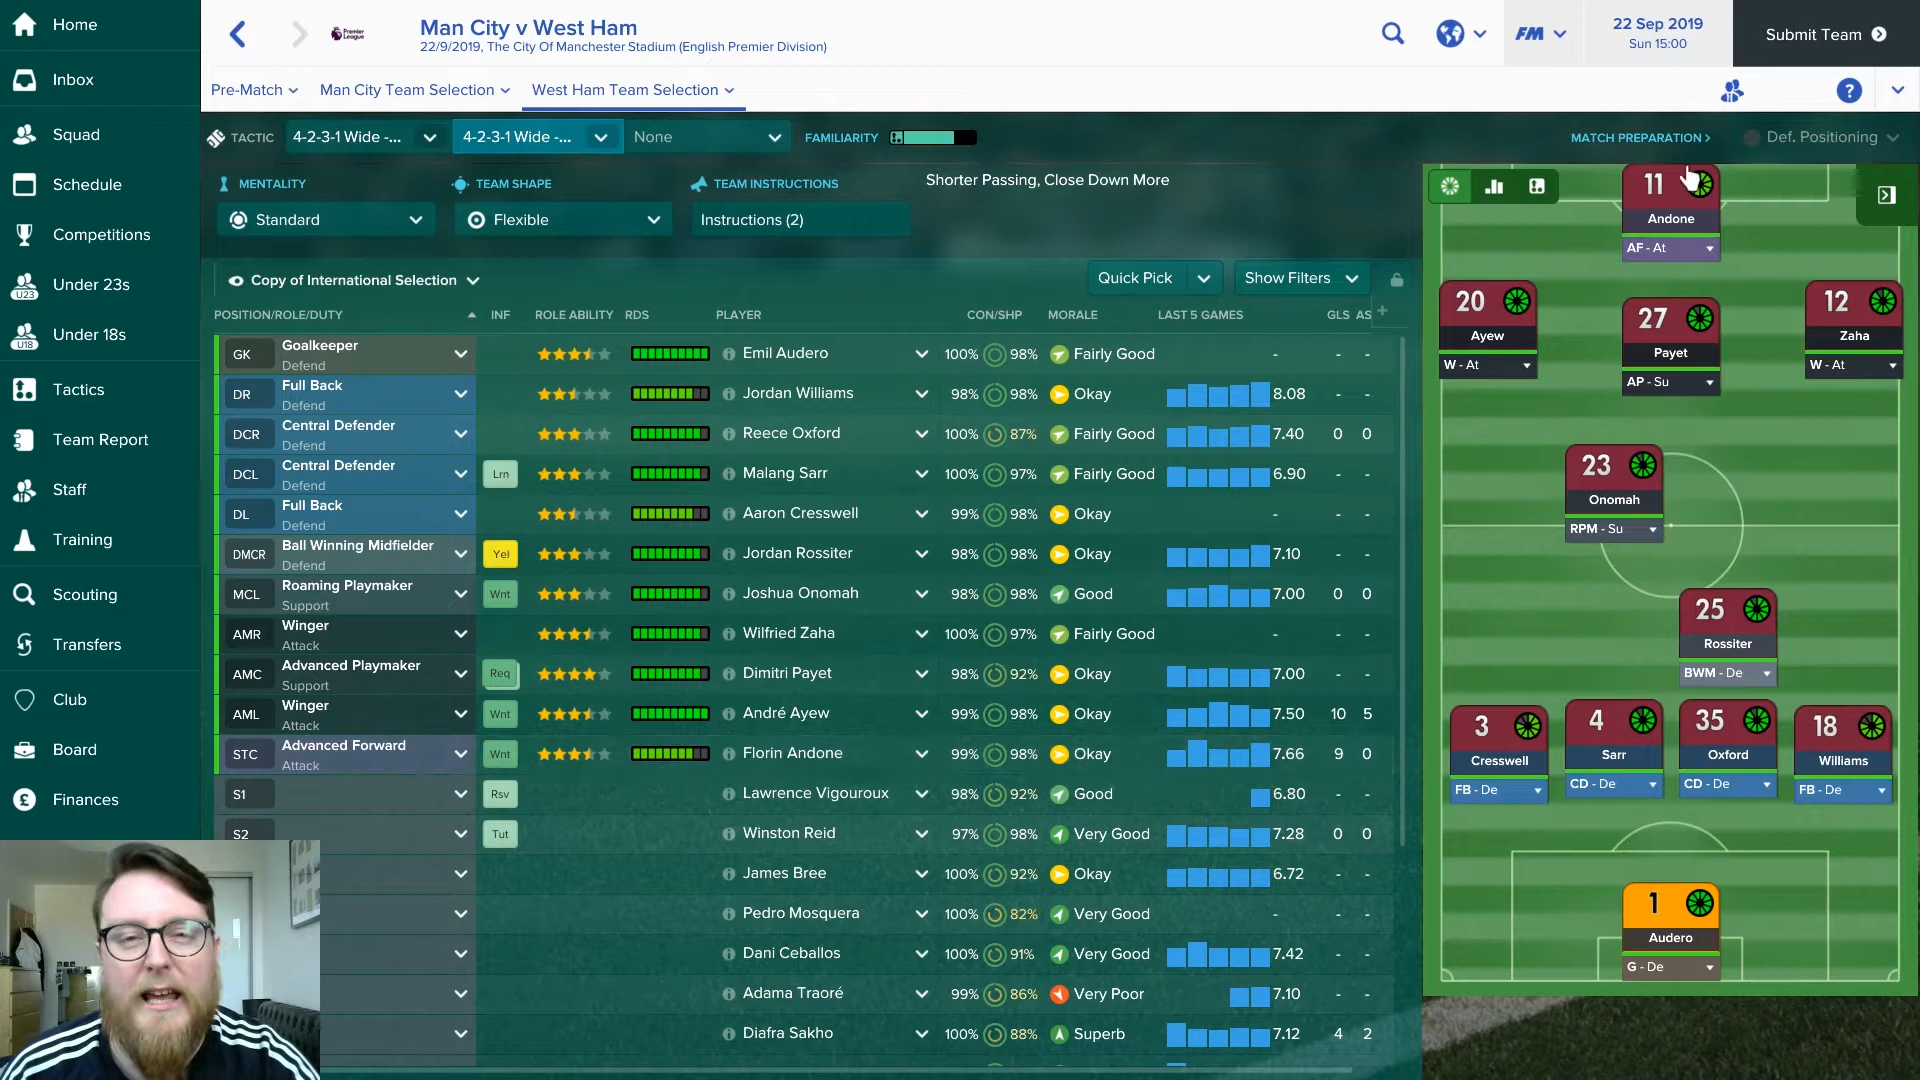 Home
Inbox
Squad
Schedule
Competitions
Under 23s
U23
Under 18s
U18
Tactics
Team Report
Staff
Training
Scouting
Transfers
Club
Board
Finances
Premier League
Man City v West Ham
22/9/2019, The City Of Manchester Stadium (English Premier Division)
FM
22 Sep 2019
Sun 15:00
Submit Team
Pre-Match
Man City Team Selection
West Ham Team Selection
?
TACTIC
4-2-3-1 Wide -...
4-2-3-1 Wide -...
None
FAMILIARITY
MATCH PREPARATION >
Def. Positioning
MENTALITY
TEAM SHAPE
TEAM INSTRUCTIONS
Shorter Passing, Close Down More
Standard
Flexible
Instructions (2)
Copy of International Selection
Quick Pick
Show Filters
POSITION/ROLE/DUTY INF ROLE ABILITY RDS PLAYER CON/SHP MORALE LAST 5 GAMES GLS AS +
GK Goalkeeper Defend Emil Audero 100% 98% Fairly Good - - -
DR Full Back Defend Jordan Williams 98% 98% Okay 8.08 - -
DCR Central Defender Defend Reece Oxford 100% 87% Fairly Good 7.40 0 0
DCL Central Defender Defend Lrn Malang Sarr 100% 97% Fairly Good 6.90 - -
DL Full Back Defend Aaron Cresswell 99% 98% Okay - - -
DMCR Ball Winning Midfielder Defend Yel Jordan Rossiter 98% 98% Okay 7.10 - -
MCL Roaming Playmaker Support Wnt Joshua Onomah 98% 98% Good 7.00 0 0
AMR Winger Attack Wilfried Zaha 100% 97% Fairly Good - - -
AMC Advanced Playmaker Support Req Dimitri Payet 98% 92% Okay 7.00 - -
AML Winger Attack Wnt André Ayew 99% 98% Okay 7.50 10 5
STC Advanced Forward Attack Wnt Florin Andone 99% 98% Okay 7.66 9 0
S1 Rsv Lawrence Vigouroux 98% 92% Good 6.80 - -
S2 Tut Winston Reid 97% 98% Very Good 7.28 0 0
James Bree 100% 92% Okay 6.72 - -
Pedro Mosquera 100% 82% Very Good - - -
Dani Ceballos 100% 91% Very Good 7.42 - -
Adama Traoré 99% 86% Very Poor 7.10 - -
Diafra Sakho 100% 88% Superb 7.12 4 2
11
Andone
AF - At
20
Ayew
W - At
27
Payet
AP - Su
12
Zaha
W - At
23
Onomah
RPM - Su
25
Rossiter
BWM - De
3
Cresswell
FB - De
4
Sarr
CD - De
35
Oxford
CD - De
18
Williams
FB - De
1
Audero
G - De